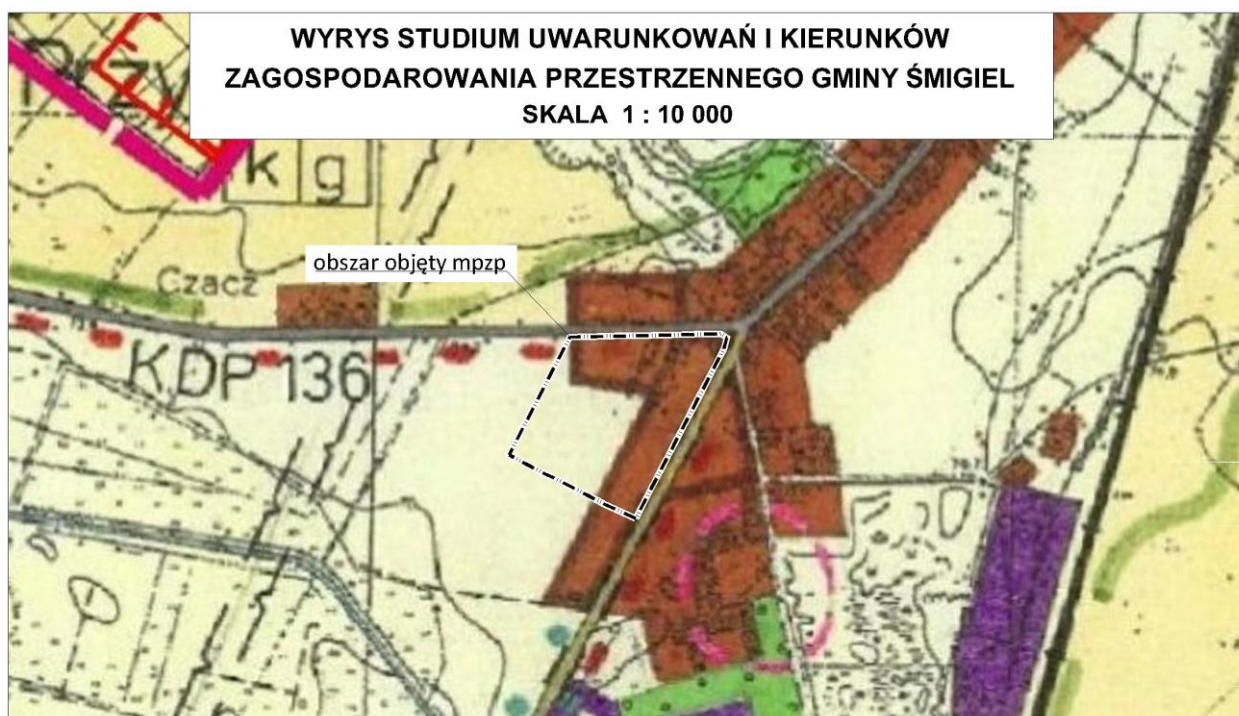 WYRYS STUDIUM UWARUNKOWAŃ I KIERUNKÓW
ZAGOSPODAROWANIA PRZESTRZENNEGO GMINY ŚMIGIEL
SKALA 1 : 10 000
k g
obszar objęty mpzp
Czacz
KDP 136